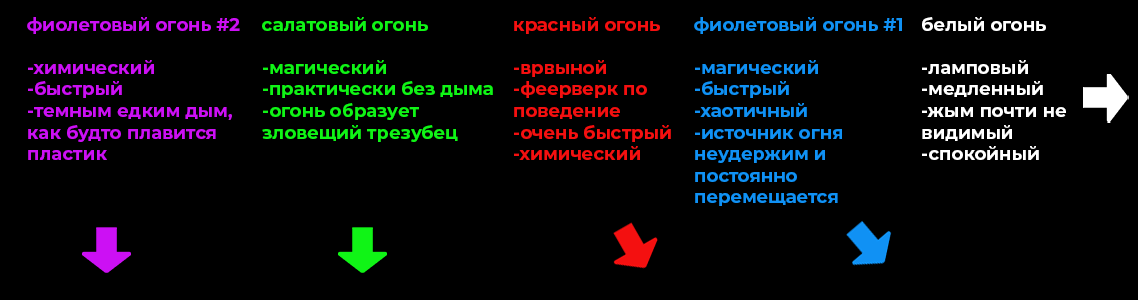 фиолетовый огонь #2
-химический
-быстрый
-темным едким дым,
как будто плавится
пластик
салатовый огонь
-магический
-практически без дыма
-огонь образует
зловещий трезубец
красный огонь
-врвыной
-феерверк по
поведение
-очень быстрый
-химический
фиолетовый огонь #1
-магический
-быстрый
-хаотичный
-источник огня
неудержим и
постоянно
перемещается
белый огонь
-ламповый
-медленный
-жым почти не
видимый
-спокойный